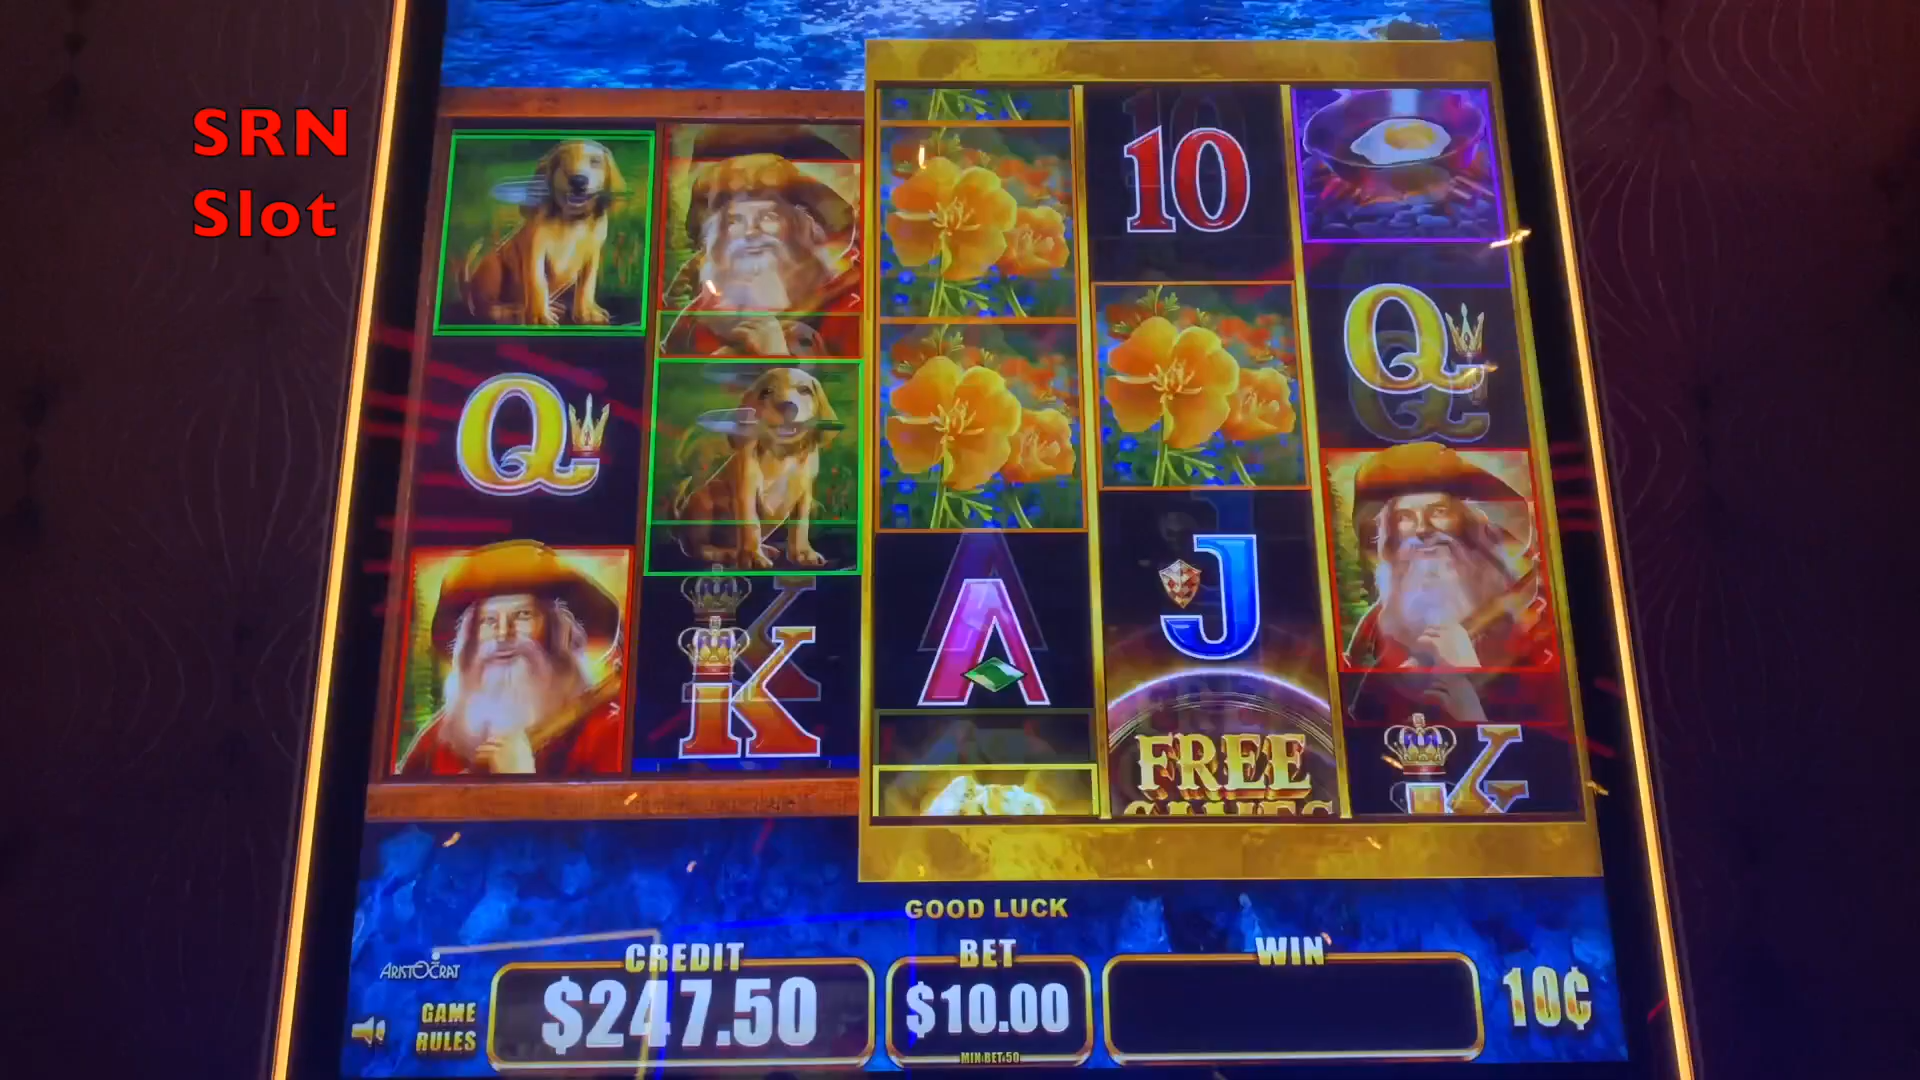 SRN
Slot
10
Q
Q
A
J
K
FREE
GAMES
K
GOOD LUCK
CREDIT
BET
WIN
ARISTOCRAT
GAME
RULES
$247.50
$10.00
10¢
MIN BET 50